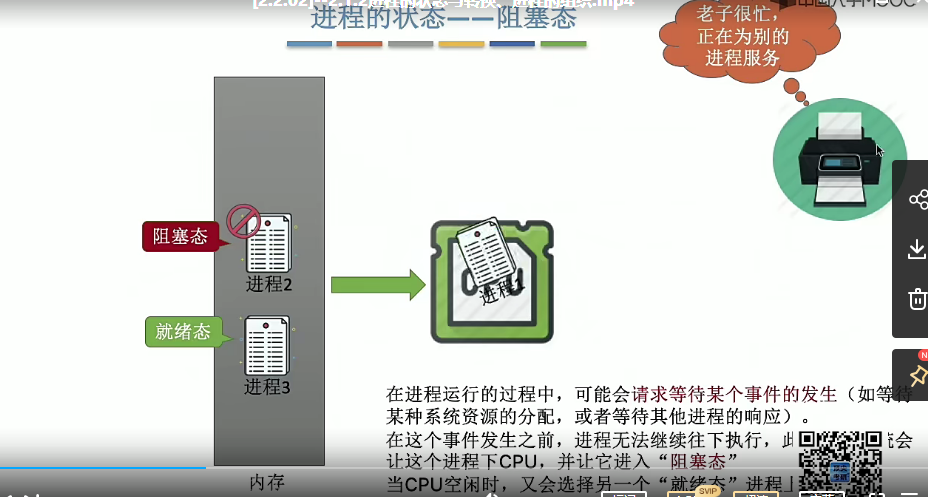 进程的状态——阻塞态
老子很忙,
正在为别的
进程服务
阻塞态
进程2
进程1
就绪态
进程3
内存
在进程运行的过程中,可能会请求等待某个事件的发生(如等待
某种系统资源的分配,或者等待其他进程的响应)。
在这个事件发生之前,进程无法继续往下执行,此
统会
让这个进程下CPU,并让它进入“阻塞态”
当CPU空闲时,又会选择另一个“就绪态”进程上
SVIP
N